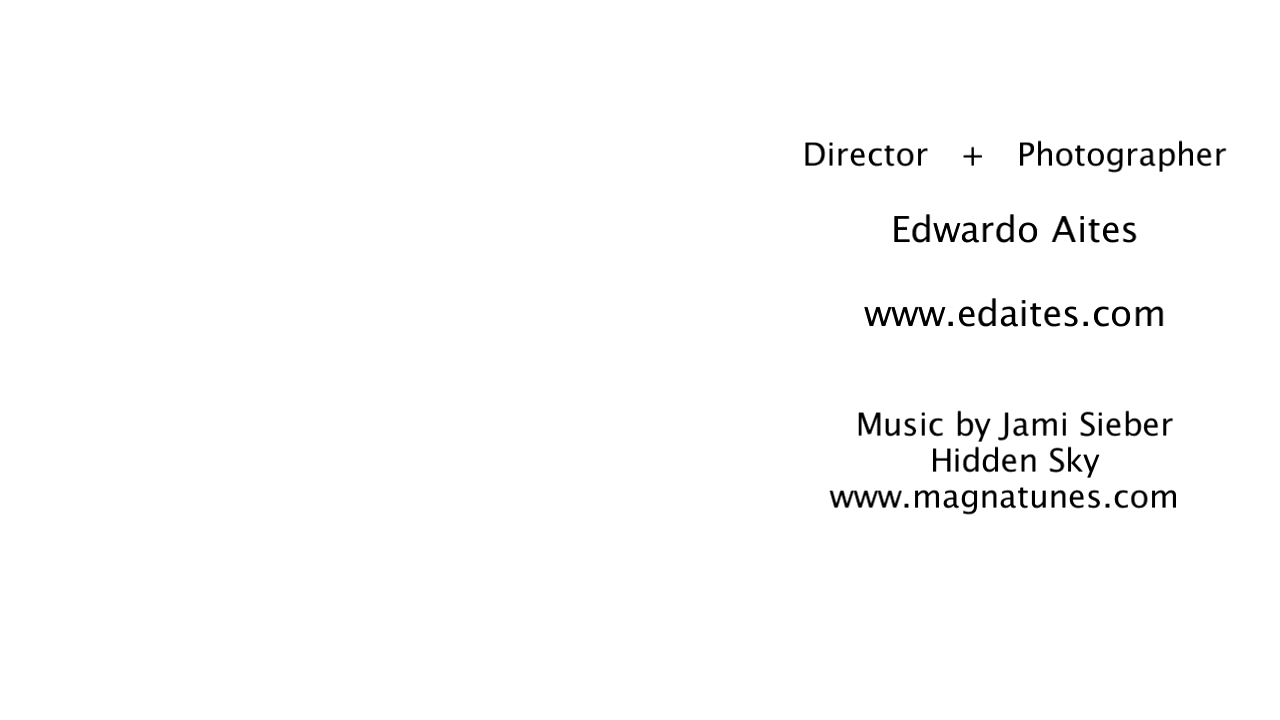 Director + Photographer
Edwardo Aites
www.edaites.com
Music by Jami Sieber
Hidden Sky
www.magnatunes.com